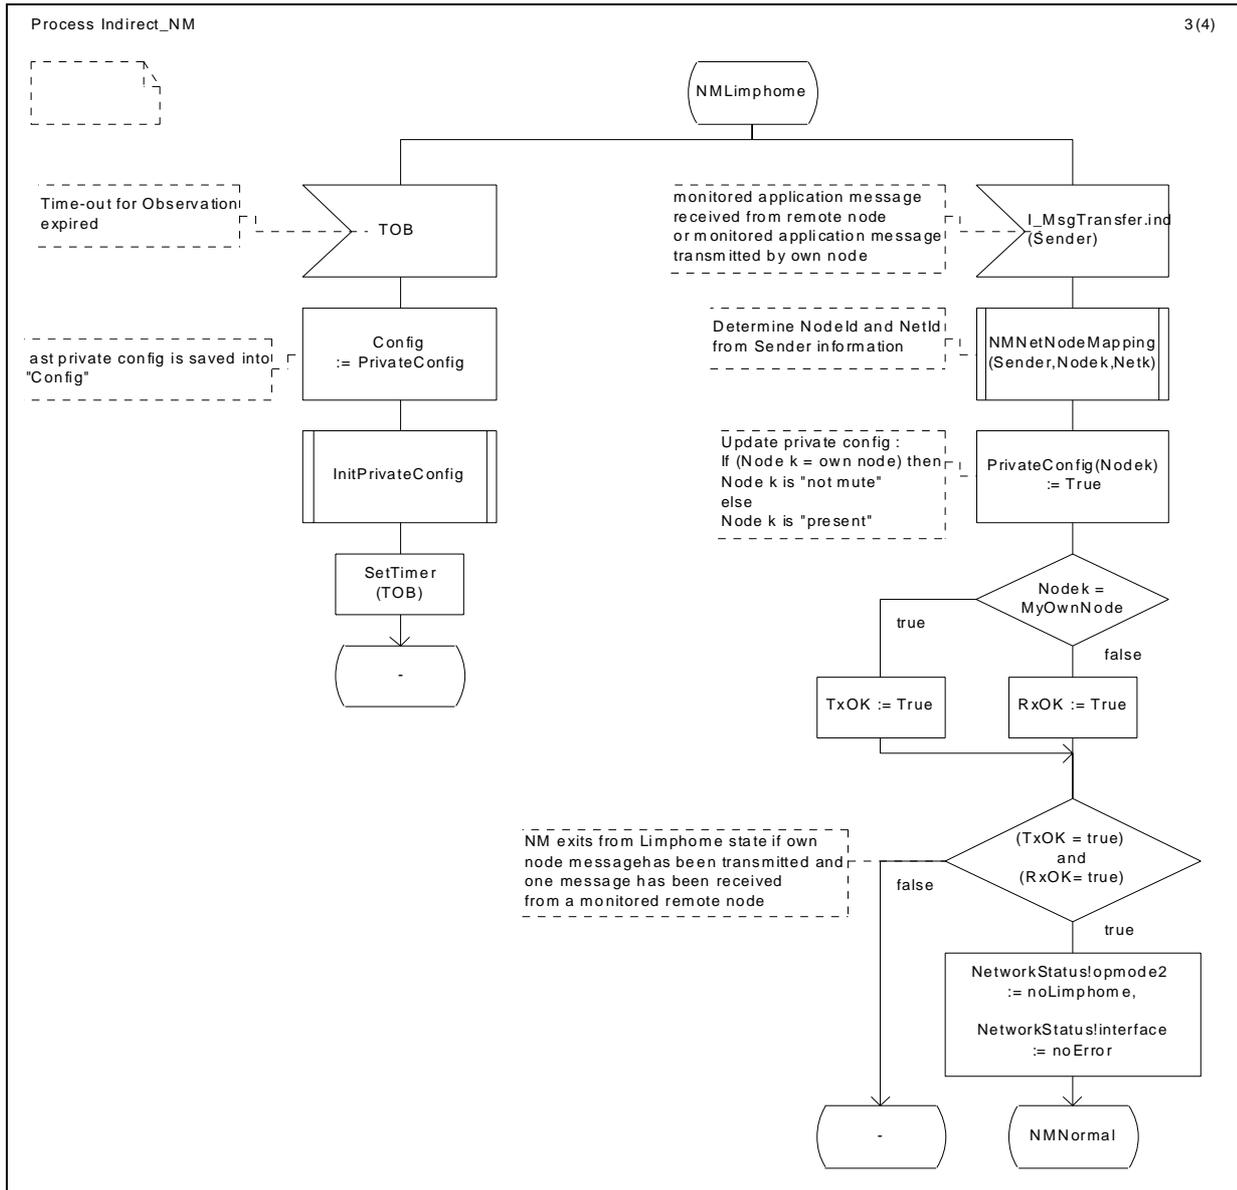 Process Indirect_NM
3(4)
NMLimphome
Time-out for Observation
expired
TOB
monitored application message
received from remote node
or monitored application message
transmitted by own node
I_MsgTransfer.ind
(Sender)
ast private config is saved into
"Config"
Config
:= PrivateConfig
Determine NodeId and NetId
from Sender information
NMNetNodeMapping
(Sender,Nodek,Netk)
InitPrivateConfig
Update private config :
If (Node k = own node) then
Node k is "not mute"
else
Node k is "present"
PrivateConfig(Nodek)
:= True
SetTimer
(TOB)
-
Nodek =
MyOwnNode
true
false
TxOK := True
RxOK := True
NM exits from Limphome state if own
node messagehas been transmitted and
one message has been received
from a monitored remote node
(TxOK = true)
and
(RxOK= true)
false
true
NetworkStatus!opmode2
:= noLimphome,
NetworkStatus!interface
:= noError
-
NMNormal